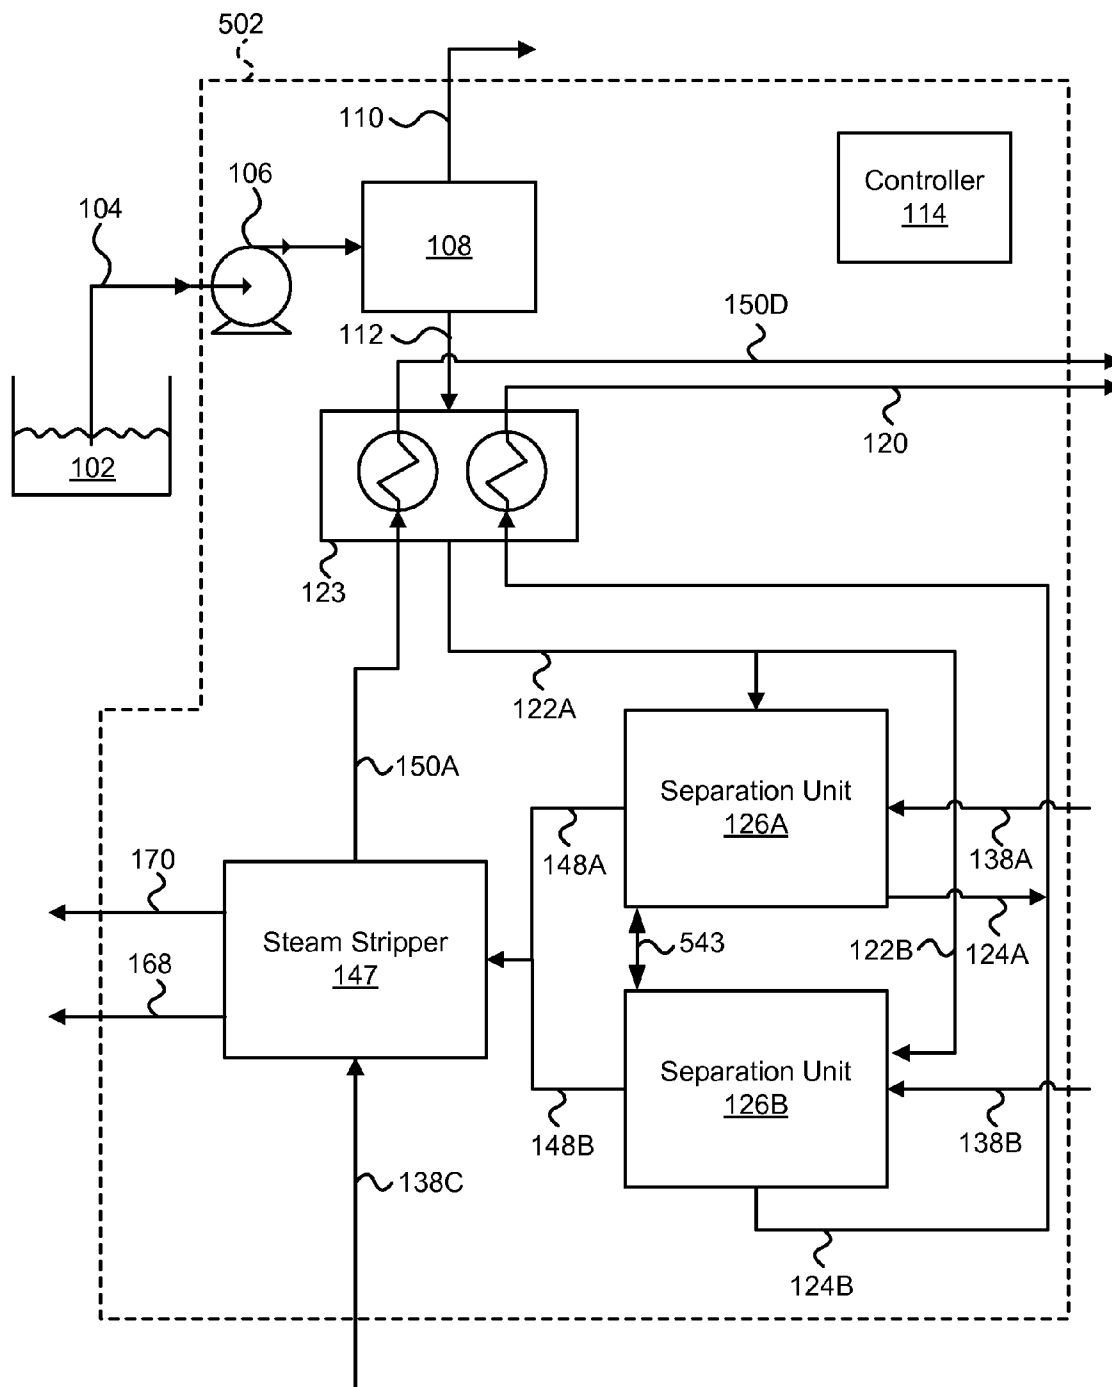 502
110
106
104
Controller
114
108
150D
112
120
102
123
122A
150A
Separation Unit
126A
148A
138A
170
Steam Stripper
147
543
122B
124A
168
Separation Unit
126B
148B
138B
138C
124B